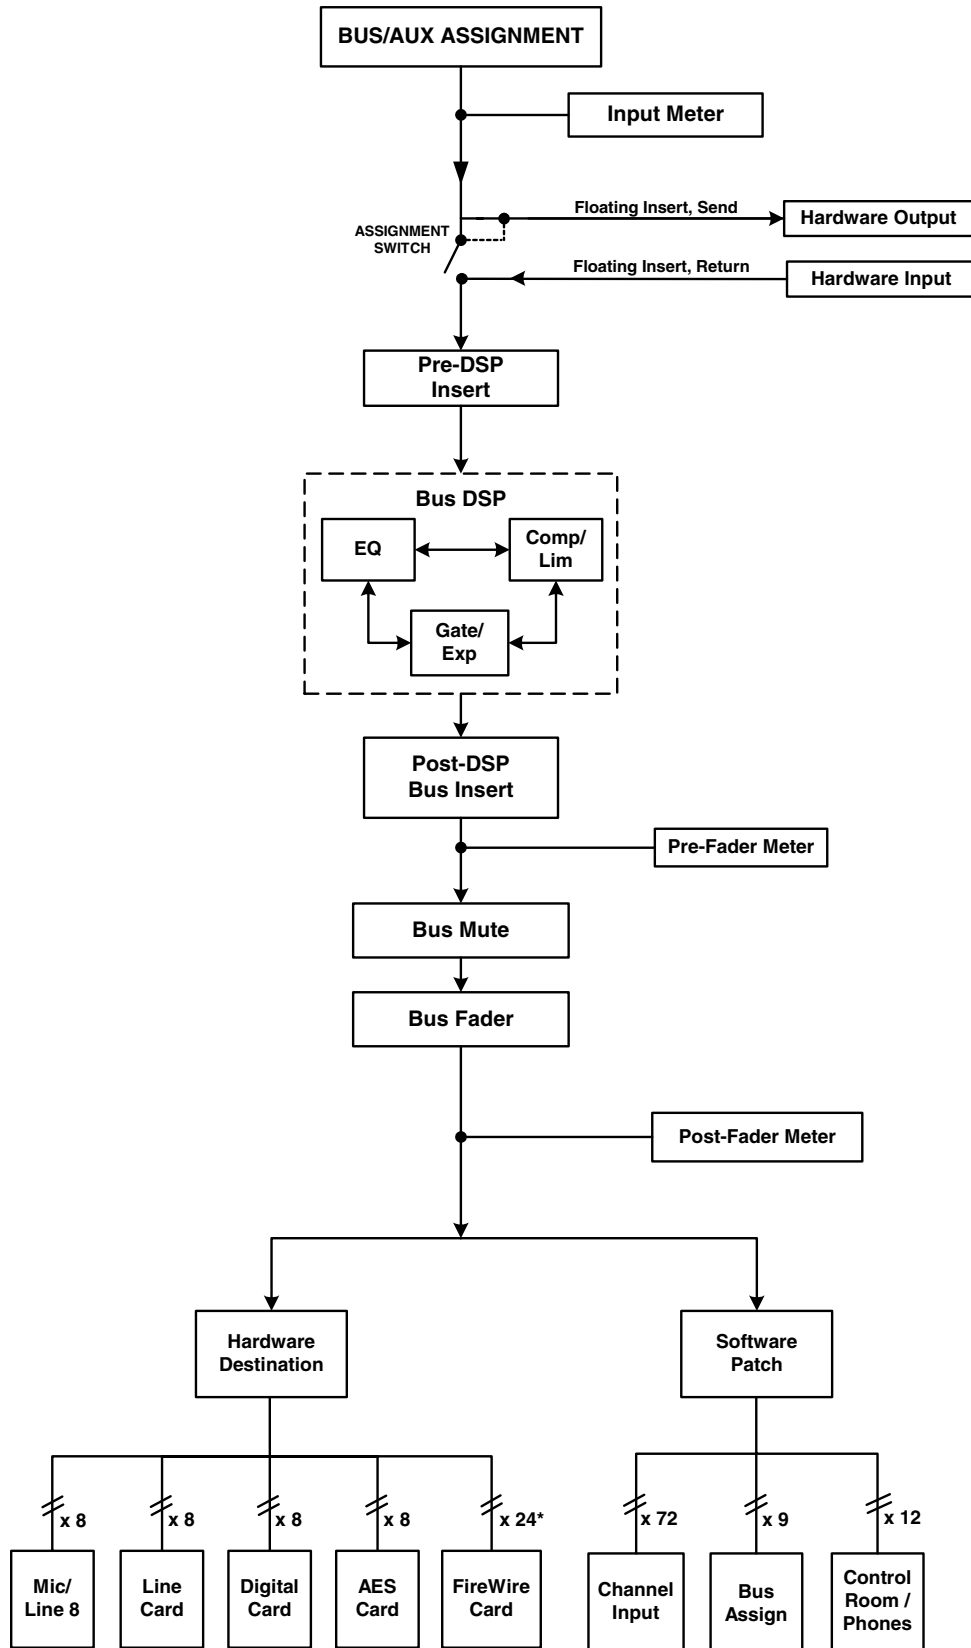 BUS/AUX ASSIGNMENT
Input Meter
Floating Insert, Send
Hardware Output
ASSIGNMENT
SWITCH
Floating Insert, Return
Hardware Input
Pre-DSP
Insert
Bus DSP
EQ
Comp/
Lim
Gate/
Exp
Post-DSP
Bus Insert
Pre-Fader Meter
Bus Mute
Bus Fader
Post-Fader Meter
Hardware
Destination
Software
Patch
x 8
x 8
x 8
x 8
x 24*
x 72
x 9
x 12
Mic/
Line 8
Line
Card
Digital
Card
AES
Card
FireWire
Card
Channel
Input
Bus
Assign
Control
Room /
Phones